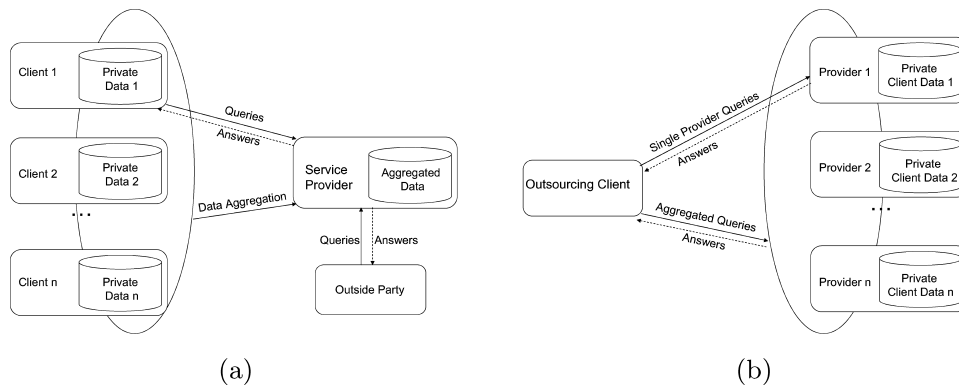 Client 1
Private
Data 1
Client 2
Private
Data 2
...
Client n
Private
Data n
Queries
Answers
Data Aggregation
Service
Provider
Aggregated
Data
Queries
Answers
Outside Party
(a)
Outsourcing Client
Single Provider Queries
Answers
Aggregated Queries
Answers
Provider 1
Private
Client Data 1
Provider 2
Private
Client Data 2
...
Provider n
Private
Client Data n
(b)